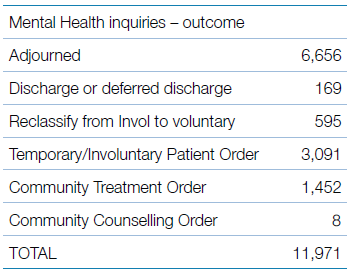 Mental Health inquiries – outcome
Adjourned 6,656
Discharge or deferred discharge 169
Reclassify from Invol to voluntary 595
Temporary/Involuntary Patient Order 3,091
Community Treatment Order 1,452
Community Counselling Order 8
TOTAL 11,971